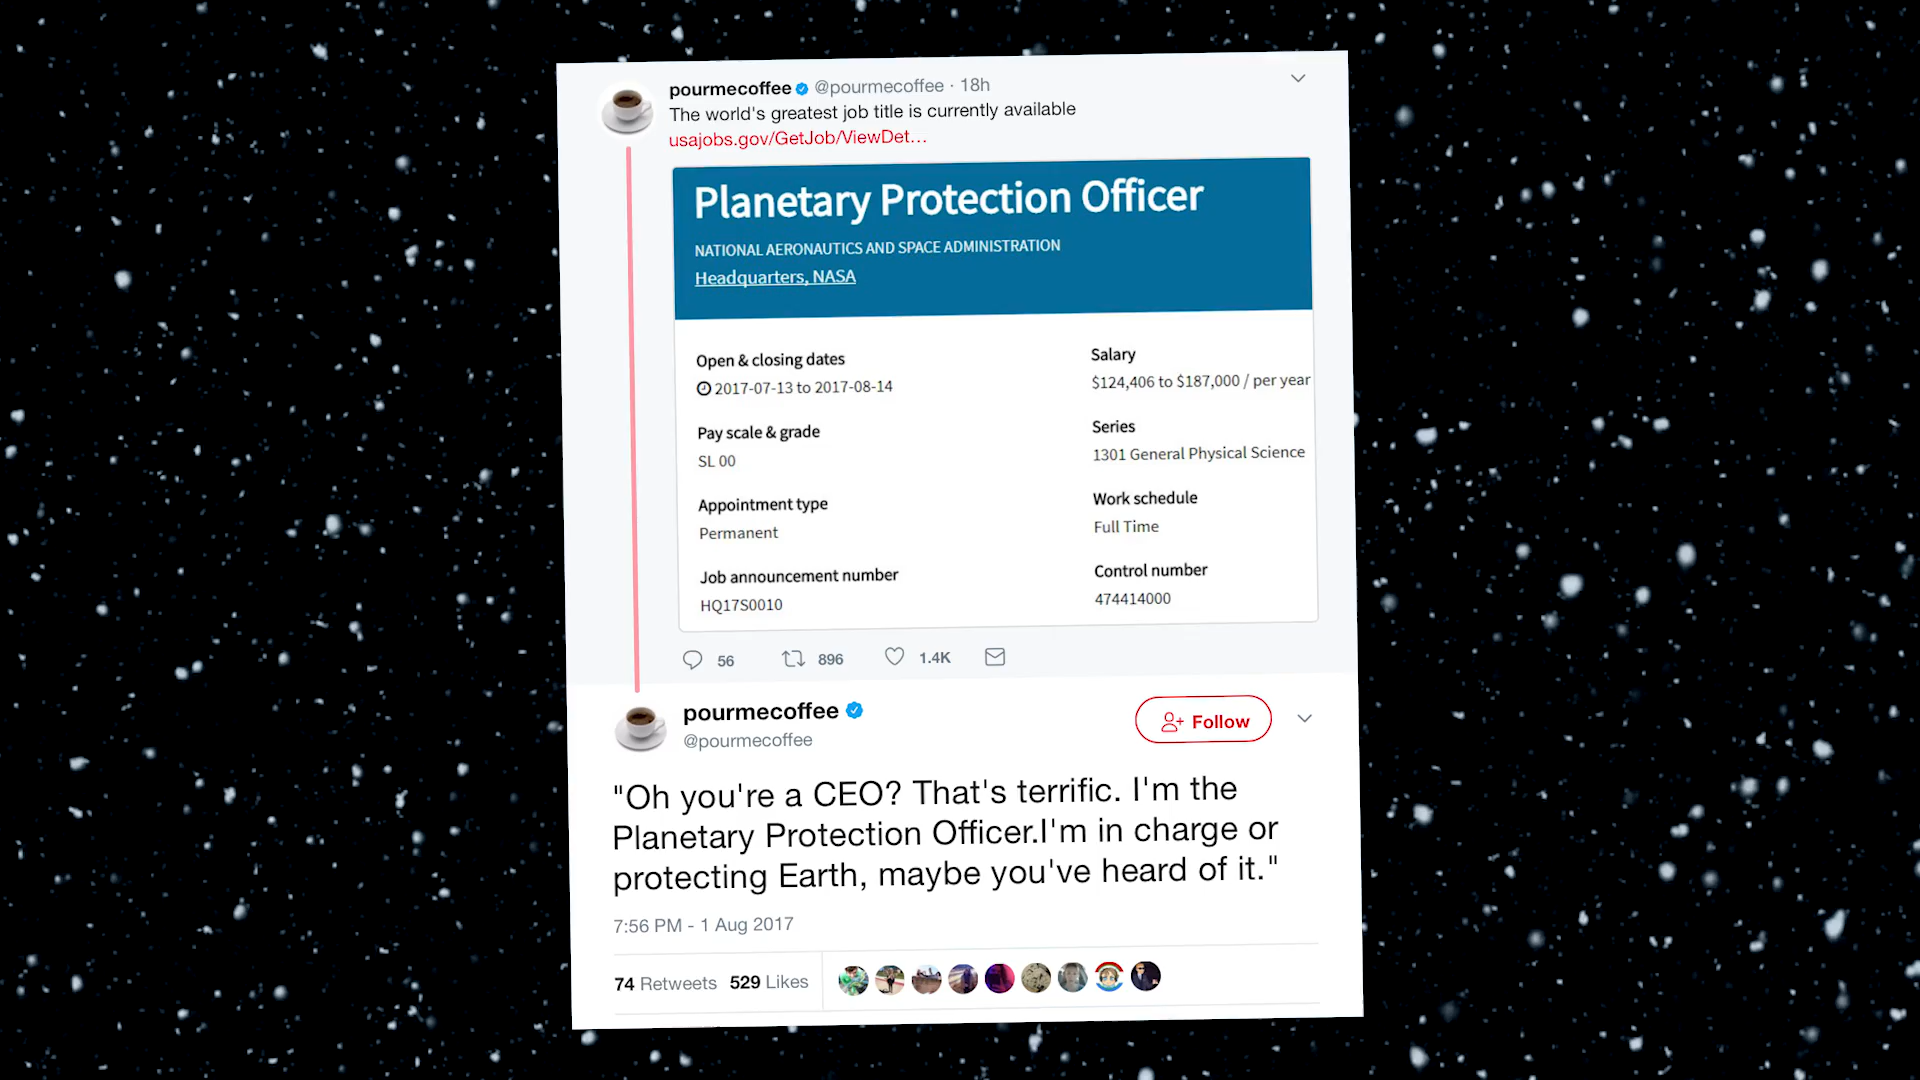 pourmecoffee @pourmecoffee · 18h
The world's greatest job title is currently available
usajobs.gov/GetJob/ViewDet…
Planetary Protection Officer
NATIONAL AERONAUTICS AND SPACE ADMINISTRATION
Headquarters, NASA
Open & closing dates
2017-07-13 to 2017-08-14
Salary
$124,406 to $187,000 / per year
Pay scale & grade
SL 00
Series
1301 General Physical Science
Appointment type
Permanent
Work schedule
Full Time
Job announcement number
HQ17S0010
Control number
474414000
56 896 1.4K
pourmecoffee
@pourmecoffee
Follow
"Oh you're a CEO? That's terrific. I'm the
Planetary Protection Officer.I'm in charge or
protecting Earth, maybe you've heard of it."
7:56 PM - 1 Aug 2017
74 Retweets 529 Likes